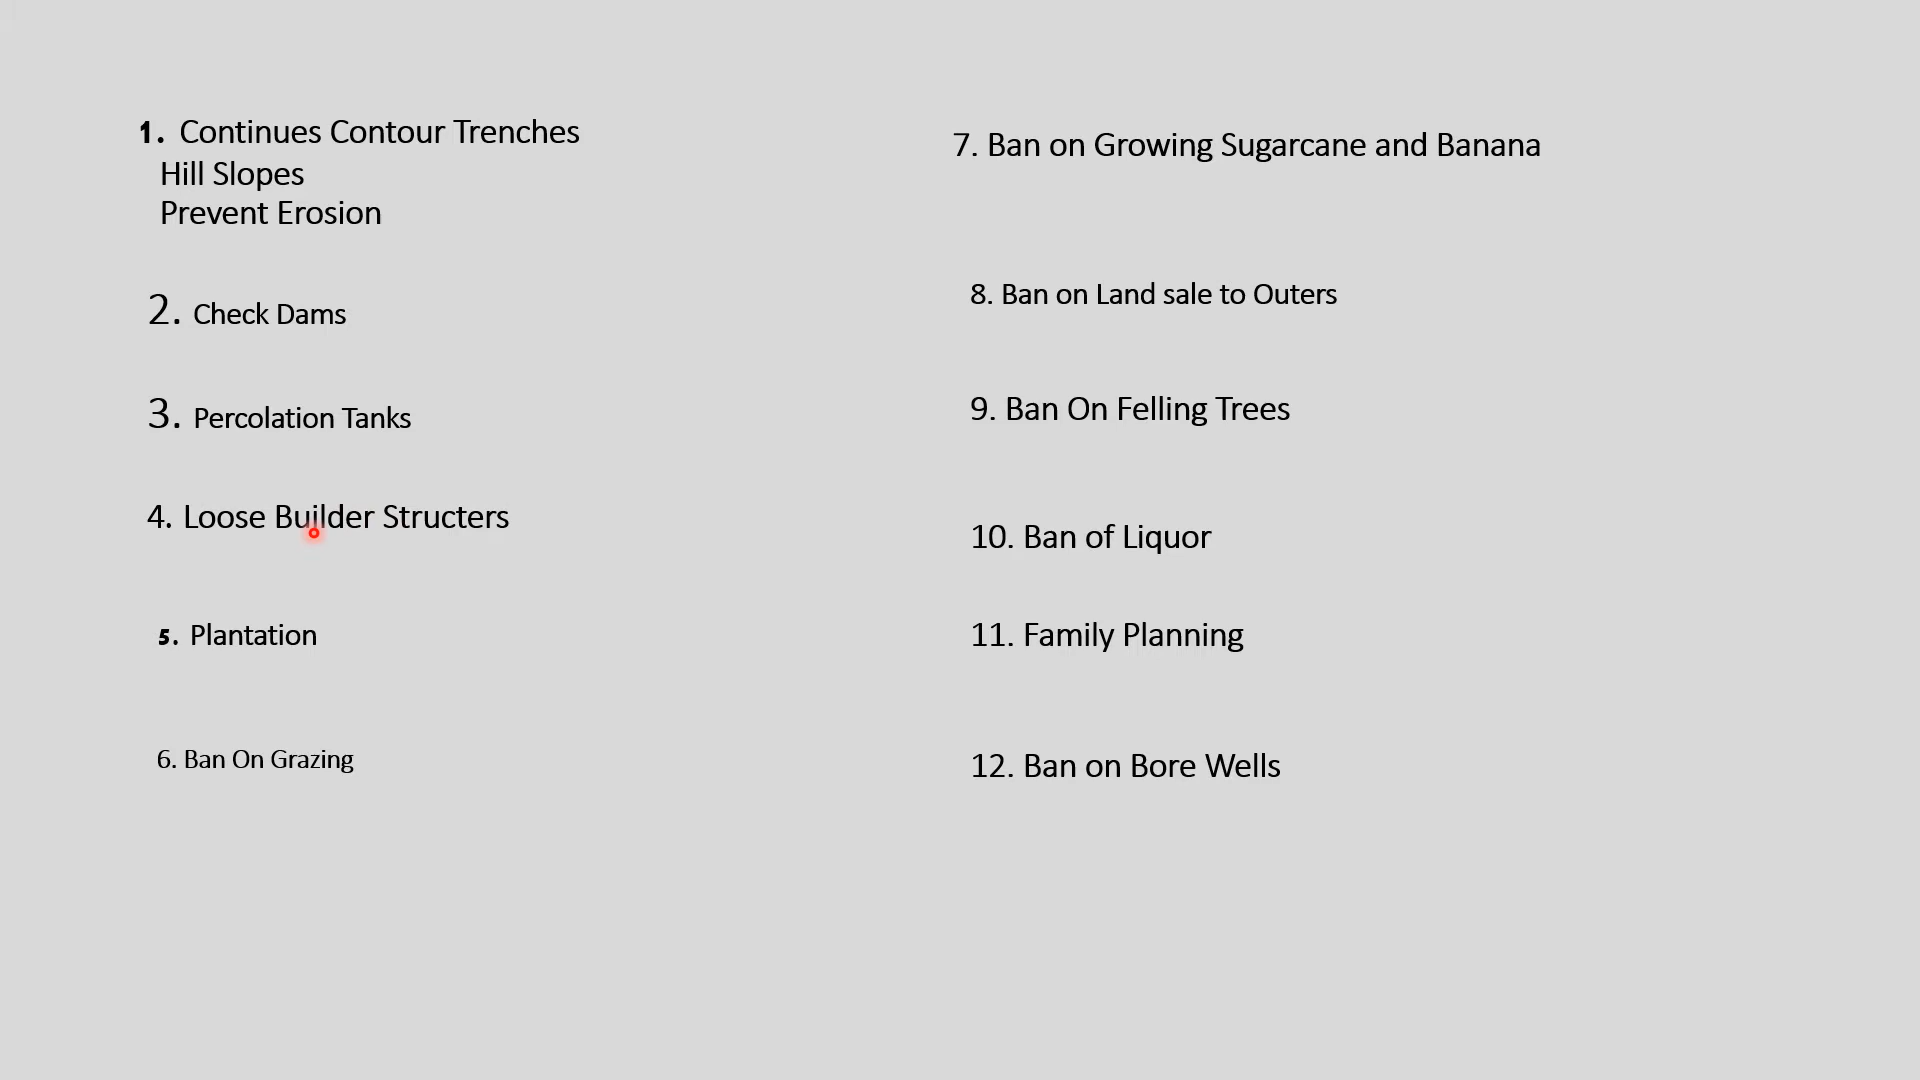 1. Continues Contour Trenches
Hill Slopes
Prevent Erosion
2. Check Dams
3. Percolation Tanks
4. Loose Builder Structers
5. Plantation
6. Ban On Grazing
7. Ban on Growing Sugarcane and Banana
8. Ban on Land sale to Outers
9. Ban On Felling Trees
10. Ban of Liquor
11. Family Planning
12. Ban on Bore Wells